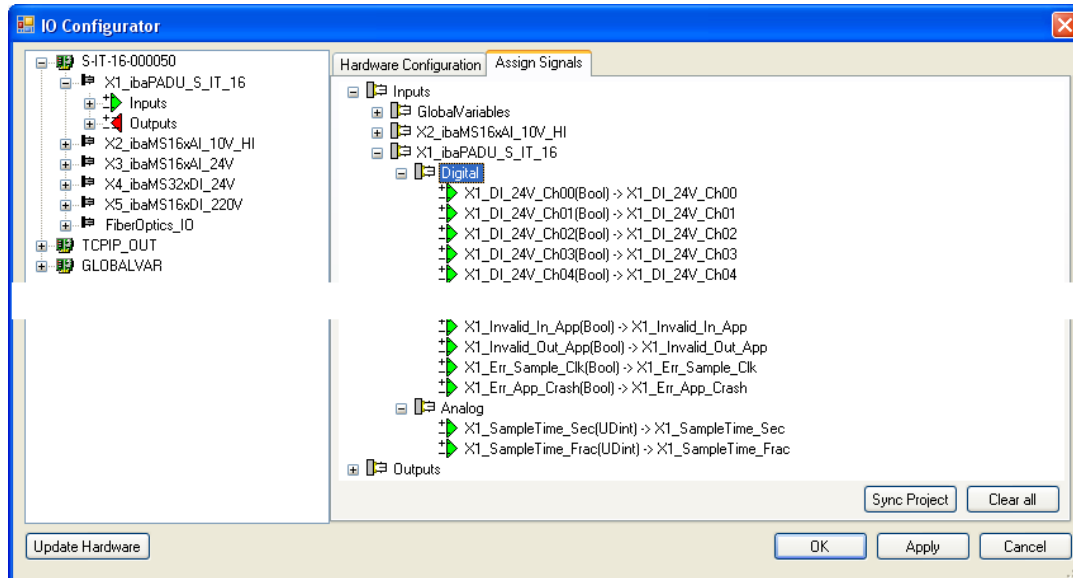 IO Configurator
S-IT-16-000050
X1_ibaPADU_S_IT_16
Inputs
Outputs
X2_ibaMS16xAI_10V_HI
X3_ibaMS16xAI_24V
X4_ibaMS32xDI_24V
X5_ibaMS16xDI_220V
FiberOptics_IO
TCPIP_OUT
GLOBALVAR
Hardware Configuration
Assign Signals
Inputs
GlobalVariables
X2_ibaMS16xAI_10V_HI
X1_ibaPADU_S_IT_16
Digital
X1_DI_24V_Ch00(Bool) -> X1_DI_24V_Ch00
X1_DI_24V_Ch01(Bool) -> X1_DI_24V_Ch01
X1_DI_24V_Ch02(Bool) -> X1_DI_24V_Ch02
X1_DI_24V_Ch03(Bool) -> X1_DI_24V_Ch03
X1_DI_24V_Ch04(Bool) -> X1_DI_24V_Ch04
X1_Invalid_In_App(Bool) -> X1_Invalid_In_App
X1_Invalid_Out_App(Bool) -> X1_Invalid_Out_App
X1_Err_Sample_Clk(Bool) -> X1_Err_Sample_Clk
X1_Err_App_Crash(Bool) -> X1_Err_App_Crash
Analog
X1_SampleTime_Sec(UDint) -> X1_SampleTime_Sec
X1_SampleTime_Frac(UDint) -> X1_SampleTime_Frac
Outputs
Sync Project
Clear all
Update Hardware
OK
Apply
Cancel